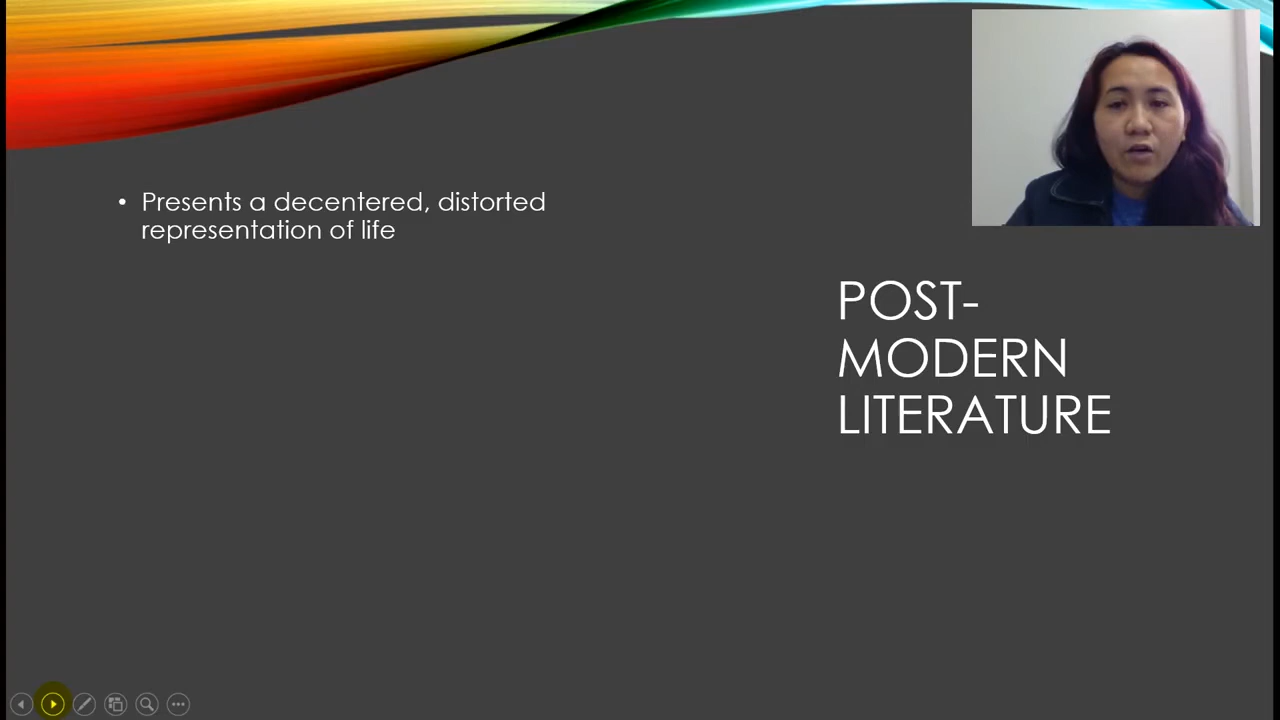 • Presents a decentered, distorted
representation of life
POST-
MODERN
LITERATURE